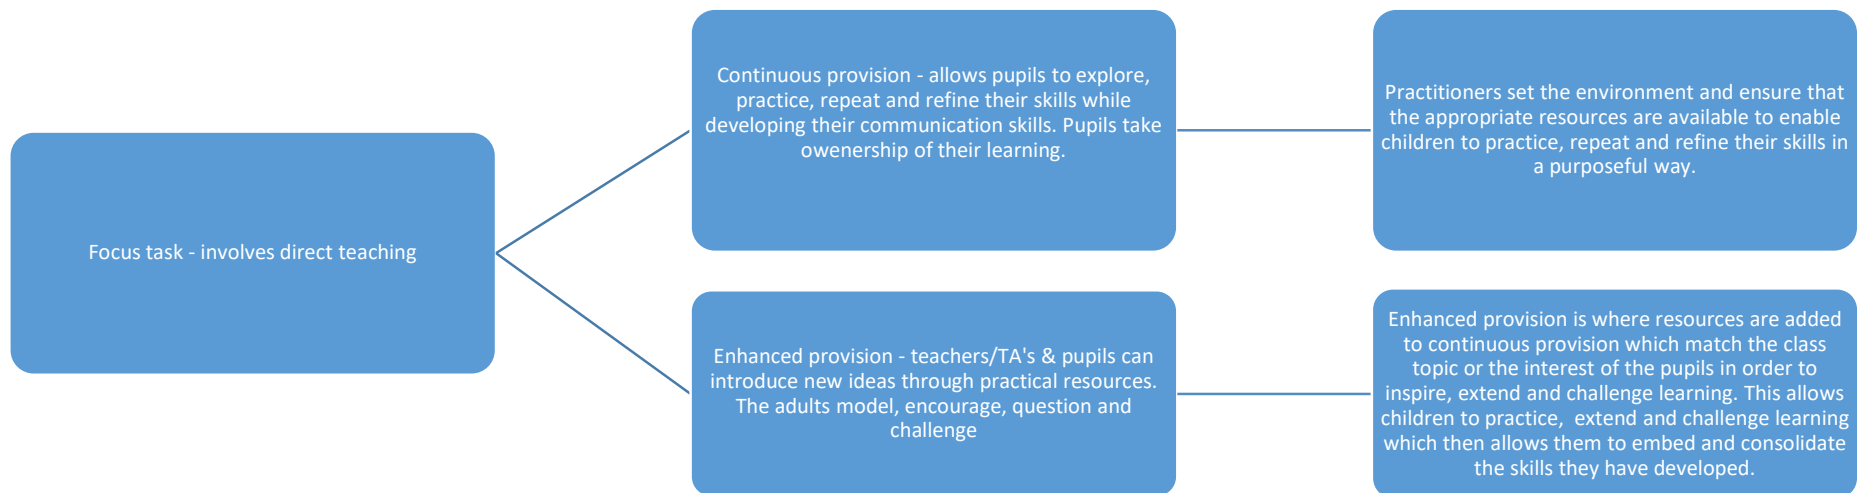 Focus task - involves direct teaching
Continuous provision - allows pupils to explore,
practice, repeat and refine their skills while
developing their communication skills. Pupils take
owenership of their learning.
Practitioners set the environment and ensure that
the appropriate resources are available to enable
children to practice, repeat and refine their skills in
a purposeful way.
Enhanced provision - teachers/TA's & pupils can
introduce new ideas through practical resources.
The adults model, encourage, question and
challenge
Enhanced provision is where resources are added
to continuous provision which match the class
topic or the interest of the pupils in order to
inspire, extend and challenge learning. This allows
children to practice,  extend and challenge learning
which then allows them to embed and consolidate
the skills they have developed.